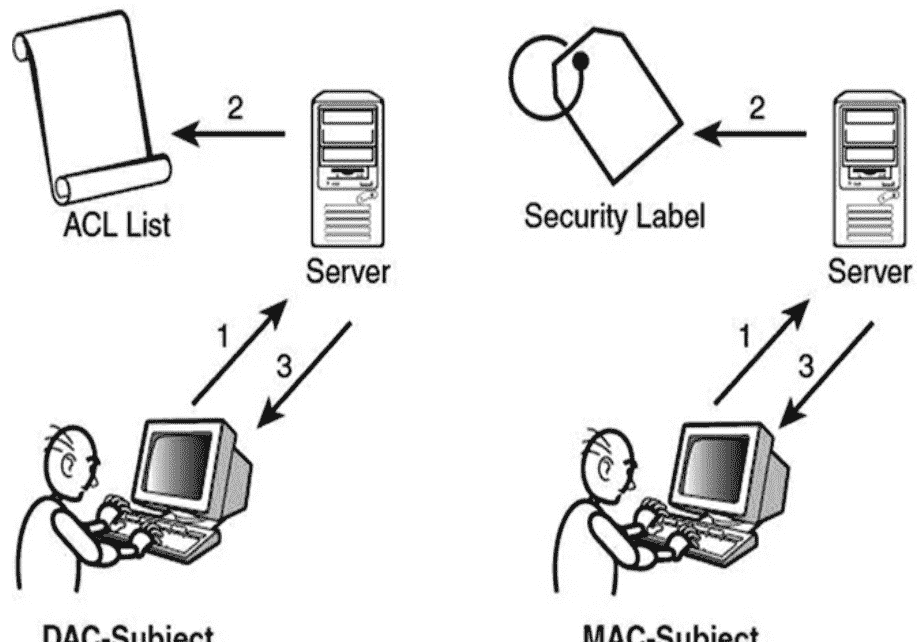 2
ACL List
Server
1
3
DAC-Subject
2
Security Label
Server
1
3
MAC-Subject